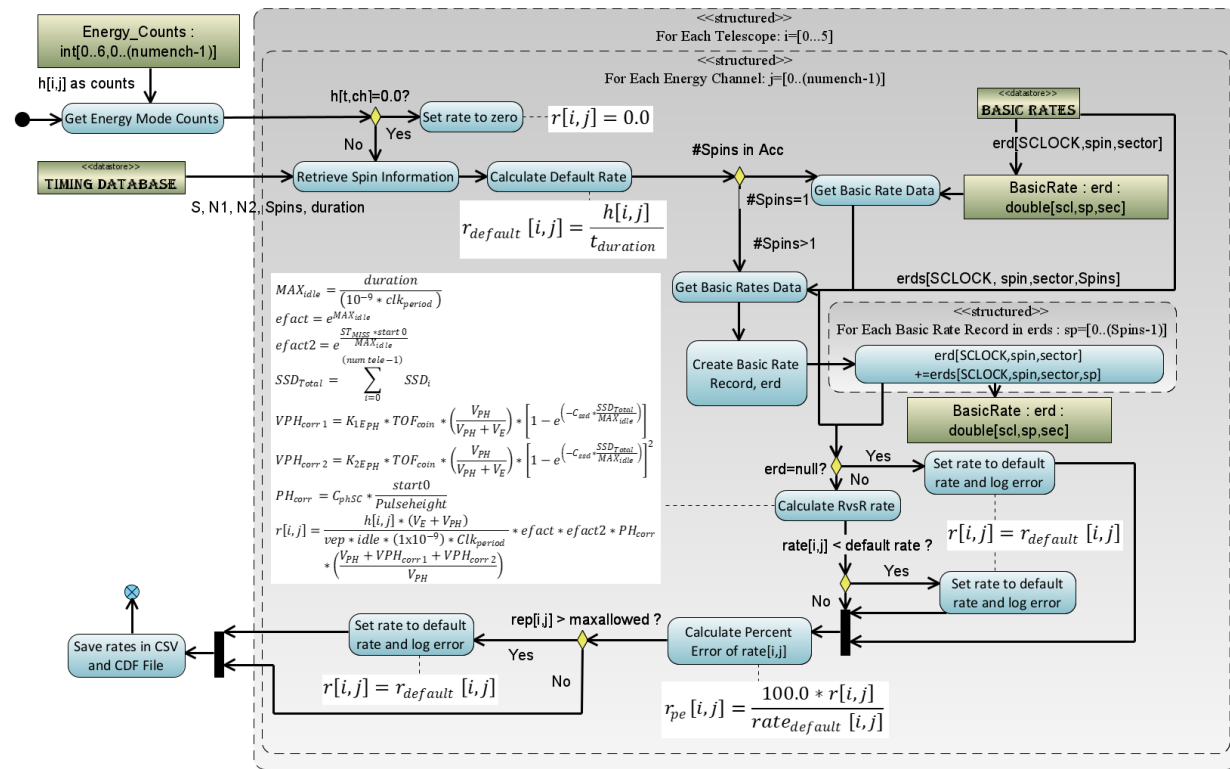 Energy_Counts :
int[0..6,0..(numench-1)]
h[i,j] as counts
Get Energy Mode Counts
<<structured>>
For Each Telescope: i=[0...5]
<<structured>>
For Each Energy Channel: j=[0..(numench-1)]
h[t,ch]=0.0?
Yes
No
Set rate to zero
r[i,j] = 0.0
<<datastore>>
BASIC RATES
erd[SCLOCK,spin,sector]
<<datastore>>
TIMING DATABASE
S, N1, N2, Spins, duration
Retrieve Spin Information
Calculate Default Rate
r_default [i,j] = h[i,j] / t_duration
#Spins in Acc
#Spins=1
#Spins>1
Get Basic Rate Data
BasicRate : erd :
double[scl,sp,sec]
erds[SCLOCK, spin,sector,Spins]
Get Basic Rates Data
<<structured>>
For Each Basic Rate Record in erds : sp=[0..(Spins-1)]
Create Basic Rate
Record, erd
erd[SCLOCK,spin,sector]
+=erds[SCLOCK,spin,sector,sp]
BasicRate : erd :
double[scl,sp,sec]
MAX_idle = duration / (10^-9 * clk_period)
efact = e^MAX_idle
efact2 = e^(ST_MISS*start0 / MAX_idle)
SSD_Total = ∑_{i=0}^{(num tele-1)} SSD_i
VPH_corr 1 = K_1E_PH * TOF_coin * (V_PH / (V_PH + V_E)) * [1 - e^(-C_ssd * SSD_Total / MAX_idle)]
VPH_corr 2 = K_2E_PH * TOF_coin * (V_PH / (V_PH + V_E)) * [1 - e^(-C_ssd * SSD_Total / MAX_idle)]^2
PH_corr = C_phSC * start0 / Pulseheight
r[i,j] = h[i,j] * (V_E + V_PH) / (vep * idle * (1x10^-9) * Clk_period) * efact * efact2 * PH_corr
* ((V_PH + VPH_corr 1 + VPH_corr 2) / V_PH)
erd=null?
Yes
No
Set rate to default
rate and log error
Calculate RvsR rate
r[i,j] = r_default [i,j]
rate[i,j] < default rate ?
Yes
No
Set rate to default
rate and log error
Calculate Percent
Error of rate[i,j]
r_pe [i,j] = 100.0 * r[i,j] / rate_default [i,j]
rep[i,j] > maxallowed ?
Yes
No
Set rate to default
rate and log error
r[i,j] = r_default [i,j]
Save rates in CSV
and CDF File